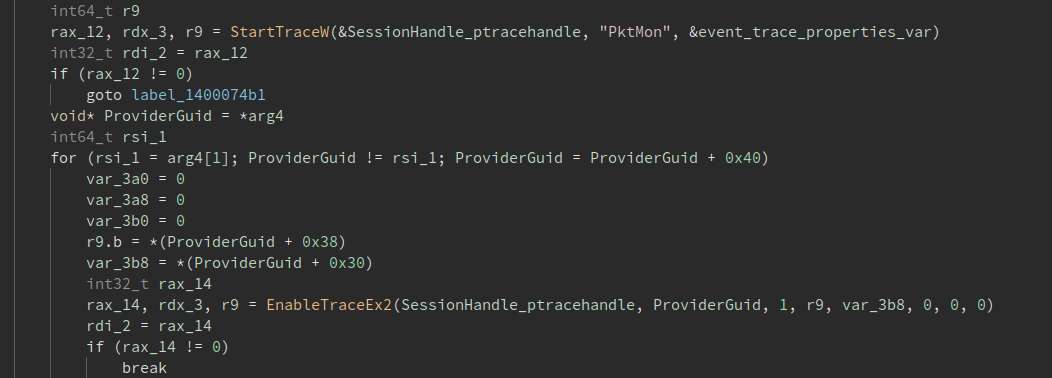 int64_t r9
rax_12, rdx_3, r9 = StartTraceW(&SessionHandle_ptracehandle, "PktMon", &event_trace_properties_var)
int32_t rdi_2 = rax_12
if (rax_12 != 0)
goto label_1400074b1
void* ProviderGuid = *arg4
int64_t rsi_1
for (rsi_1 = arg4[1]; ProviderGuid != rsi_1; ProviderGuid = ProviderGuid + 0x40)
var_3a0 = 0
var_3a8 = 0
var_3b0 = 0
r9.b = *(ProviderGuid + 0x38)
var_3b8 = *(ProviderGuid + 0x30)
int32_t rax_14
rax_14, rdx_3, r9 = EnableTraceEx2(SessionHandle_ptracehandle, ProviderGuid, 1, r9, var_3b8, 0, 0, 0)
rdi_2 = rax_14
if (rax_14 != 0)
break